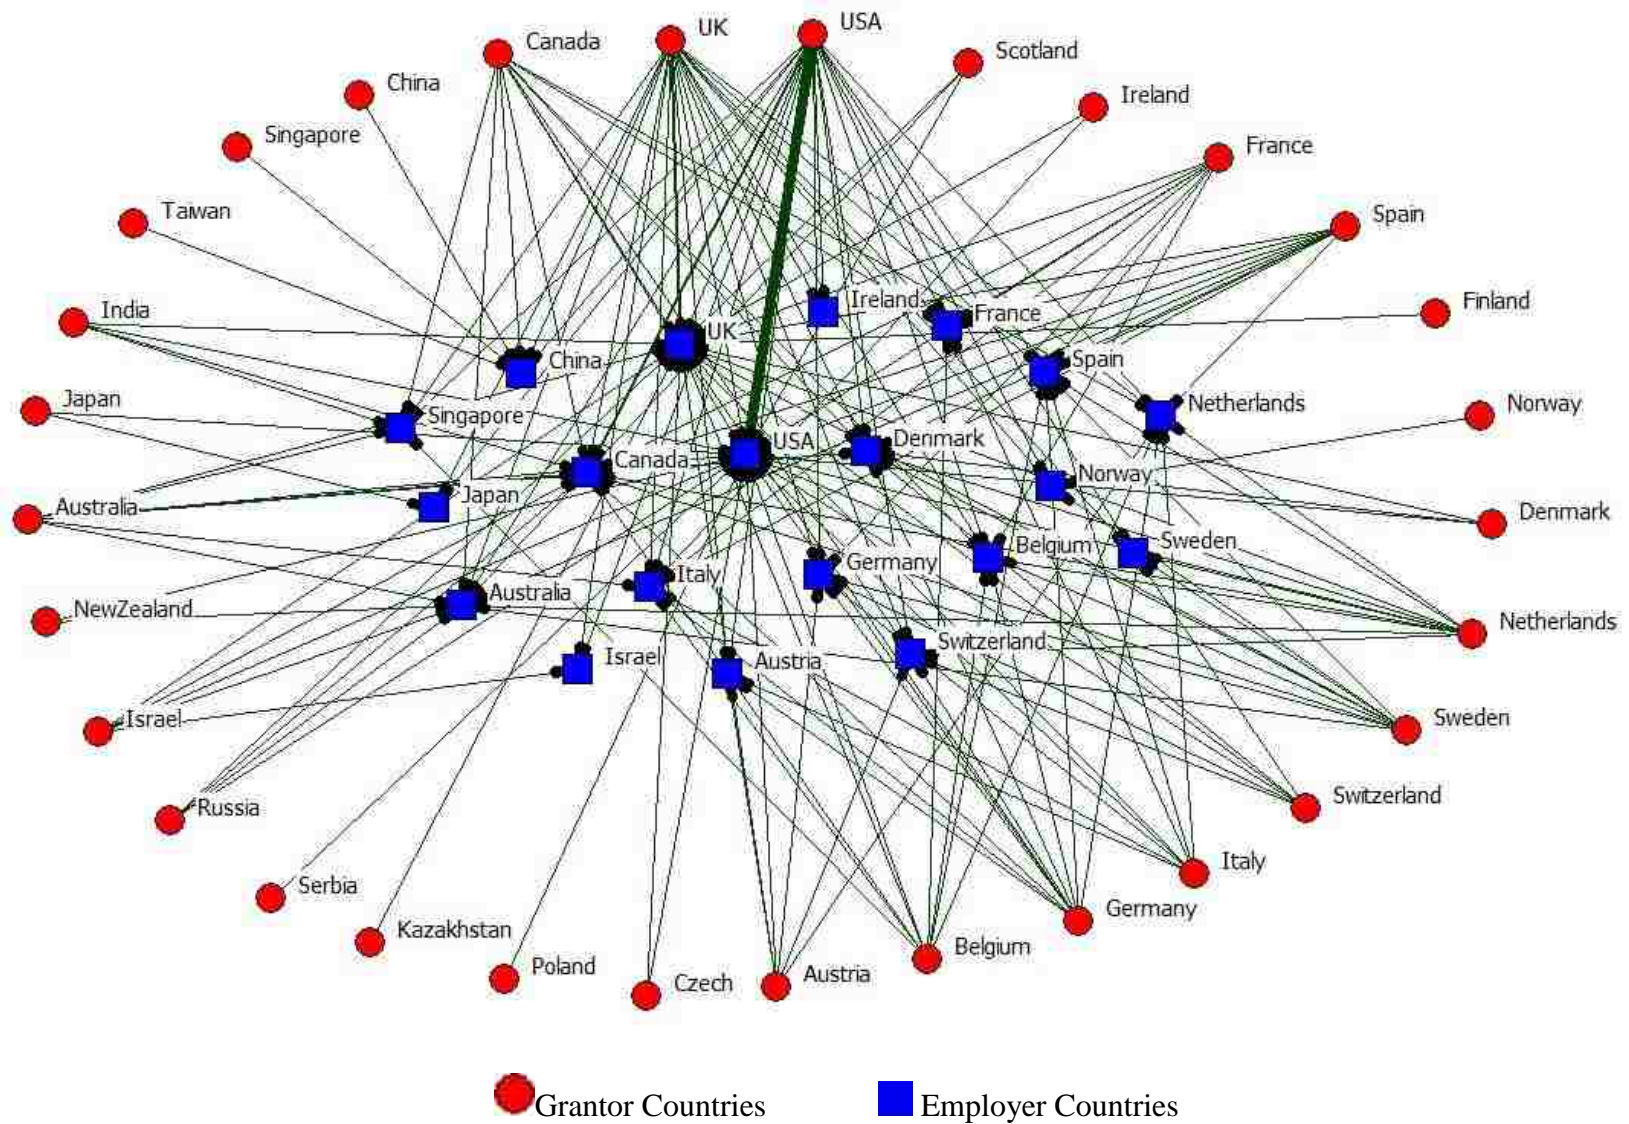 USA
UK
Canada
Scotland
China
Ireland
Singapore
France
Taiwan
Spain
India
Ireland
Finland
France
UK
China
Spain
Japan
Netherlands
Norway
Singapore
USA
Denmark
Canada
Norway
Japan
Australia
Denmark
Sweden
Belgium
Germany
Italy
Australia
NewZealand
Netherlands
Switzerland
Israel
Austria
Israel
Sweden
Switzerland
Russia
Italy
Serbia
Germany
Kazakhstan
Belgium
Poland
Austria
Czech
Grantor Countries Employer Countries